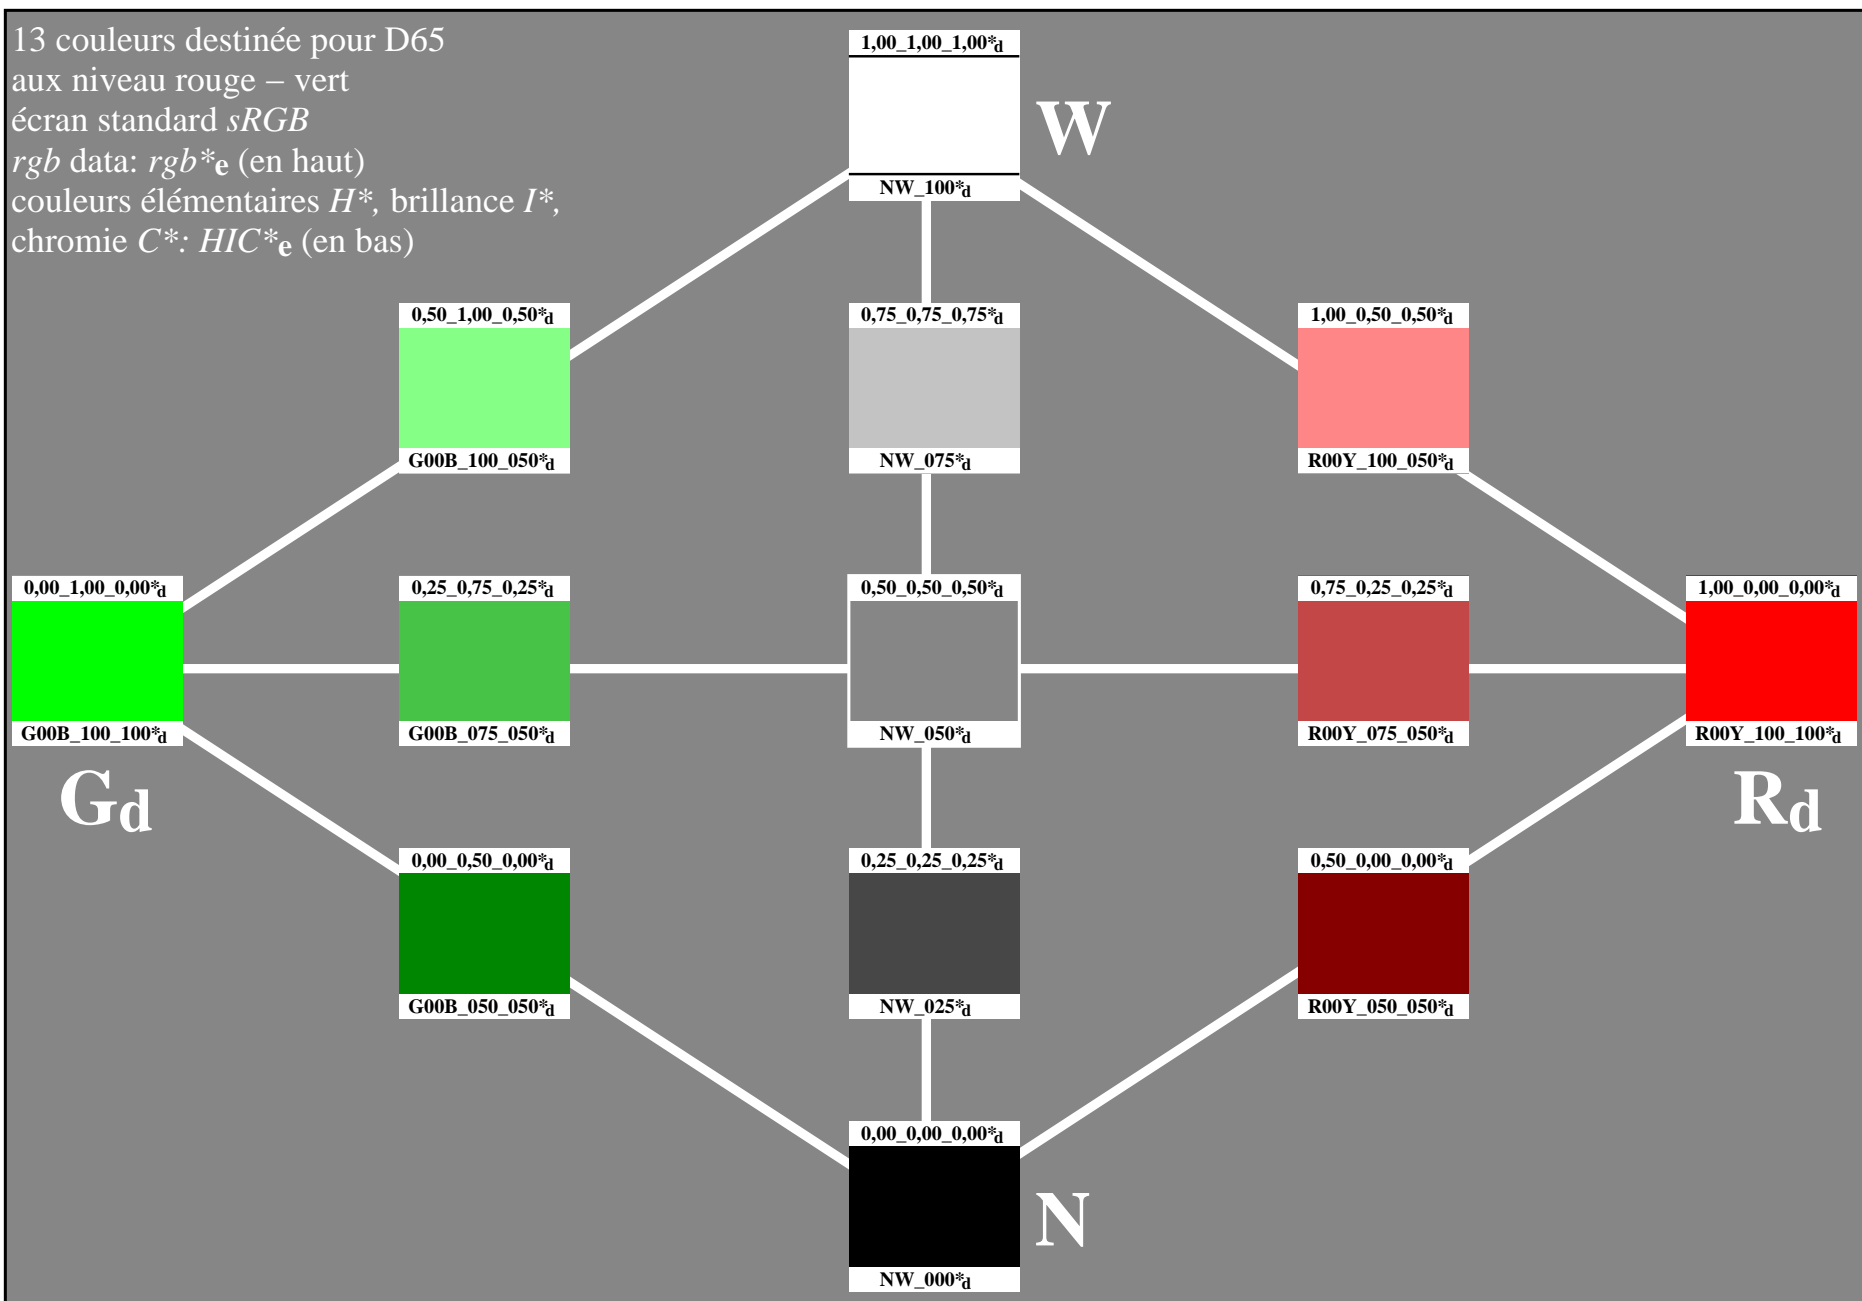 13 couleurs destinée pour D65
aux niveau rouge – vert
écran standard sRGB
rgb data: rgb*e (en haut)
couleurs élémentaires H*, brillance I*,
chromie C*: HIC*e (en bas)
1,00_1,00_1,00*d
W
NW_100*d
0,50_1,00_0,50*d
0,75_0,75_0,75*d
1,00_0,50_0,50*d
G00B_100_050*d
NW_075*d
R00Y_100_050*d
0,00_1,00_0,00*d
0,25_0,75_0,25*d
0,50_0,50_0,50*d
0,75_0,25_0,25*d
1,00_0,00_0,00*d
G00B_100_100*d
G00B_075_050*d
NW_050*d
R00Y_075_050*d
R00Y_100_100*d
Gd
Rd
0,00_0,50_0,00*d
0,25_0,25_0,25*d
0,50_0,00_0,00*d
G00B_050_050*d
NW_025*d
R00Y_050_050*d
0,00_0,00_0,00*d
N
NW_000*d